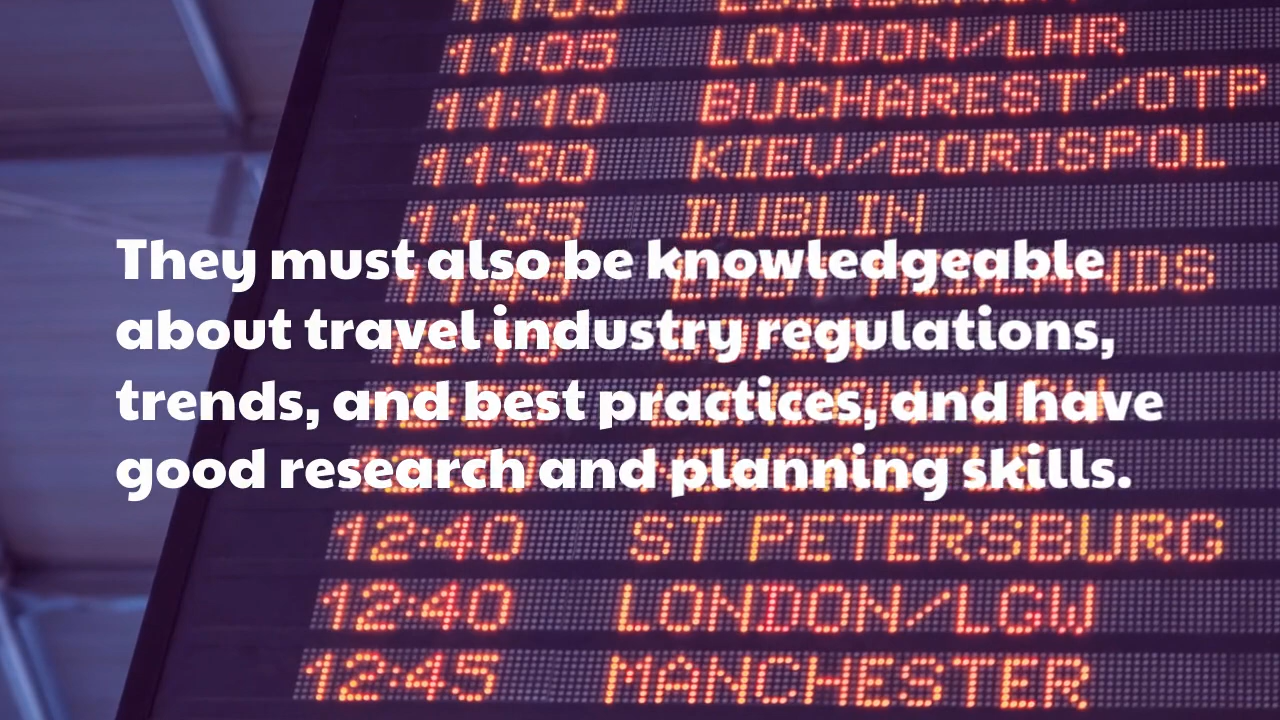 11:05 LONDON/LHR
11:10 BUCHAREST/OTP
11:30 KIEV/BORISPOL
11:35 DUBLIN
They must also be knowledgeable
about travel industry regulations,
trends, and best practices, and have
good research and planning skills.
12:40 ST PETERSBURG
12:40 LONDON/LGW
12:45 MANCHESTER